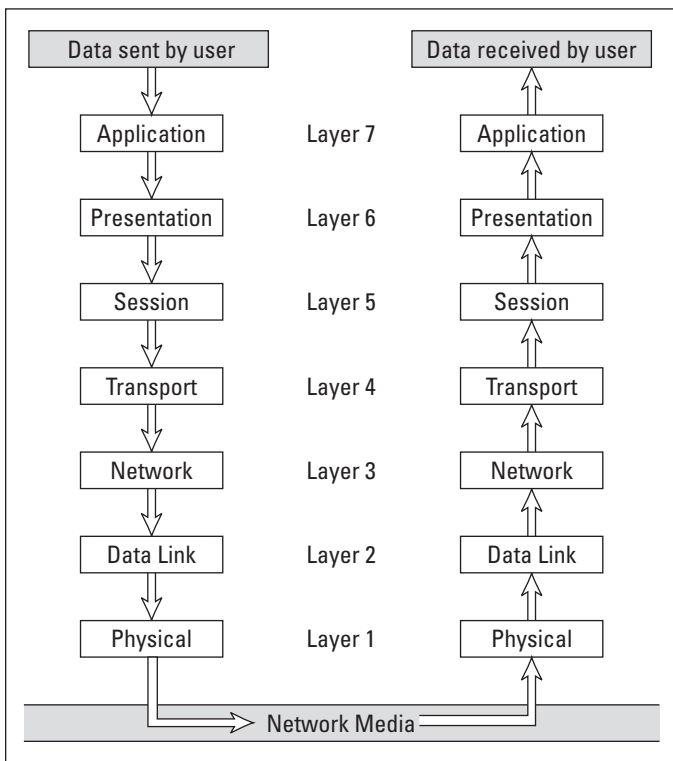 Data sent by user
Data received by user
Application
Layer 7
Application
Presentation
Layer 6
Presentation
Session
Layer 5
Session
Transport
Layer 4
Transport
Network
Layer 3
Network
Data Link
Layer 2
Data Link
Physical
Layer 1
Physical
Network Media